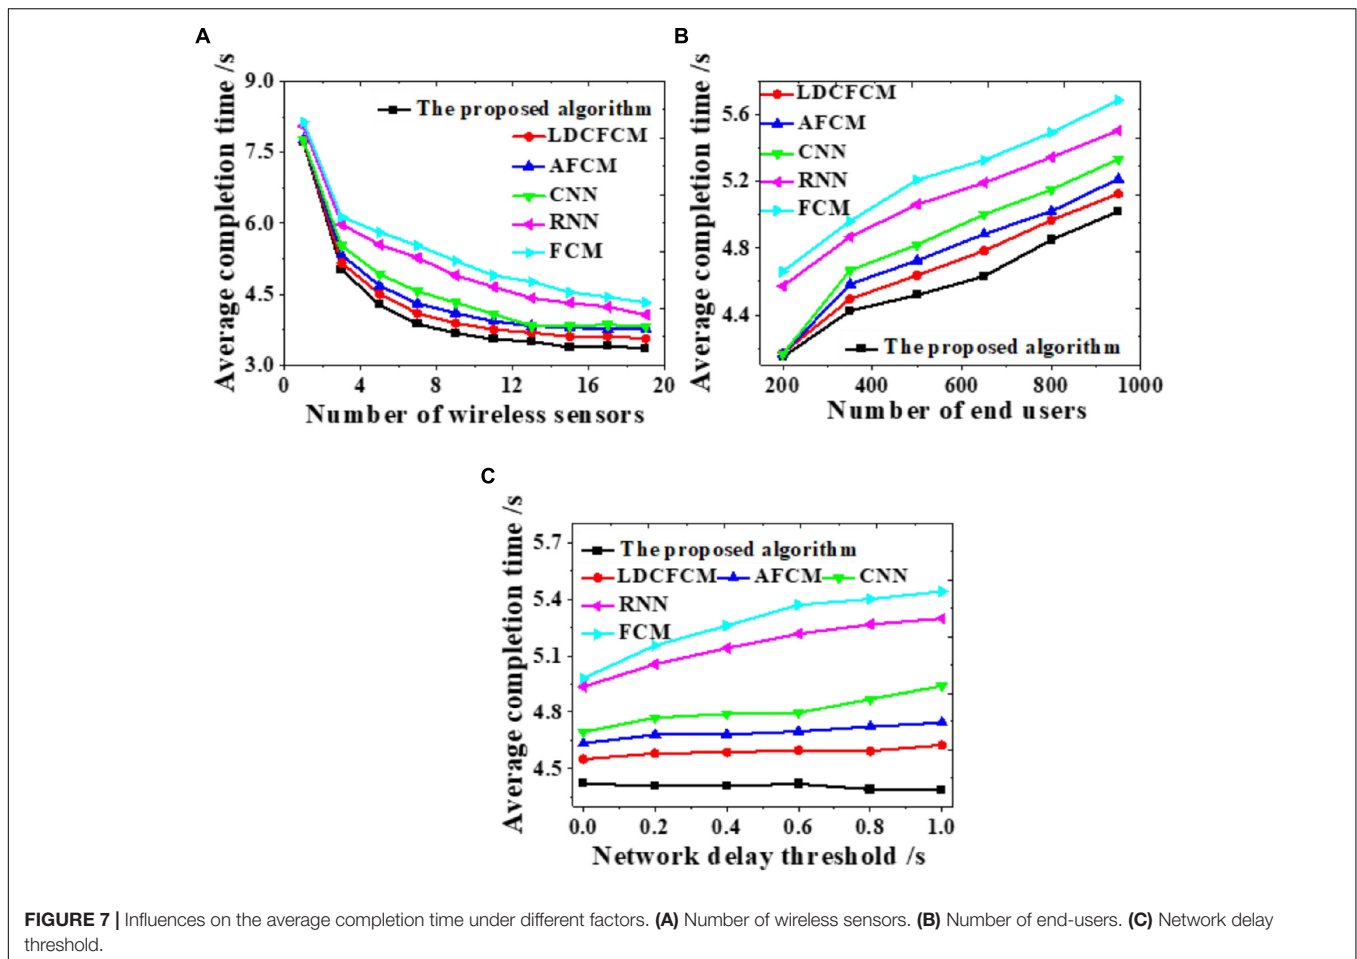 A
Average completion time /s
9.0
7.5
6.0
4.5
3.0
The proposed algorithm
LDCFCM
AFCM
CNN
RNN
FCM
0 4 8 12 16 20
Number of wireless sensors
B
Average completion time /s
5.6
5.2
4.8
4.4
LDCFCM
AFCM
CNN
RNN
FCM
The proposed algorithm
200 400 600 800 1000
Number of end users
C
Average completion time /s
5.7
5.4
5.1
4.8
4.5
The proposed algorithm
LDCFCM AFCM CNN
RNN
FCM
0.0 0.2 0.4 0.6 0.8 1.0
Network delay threshold /s
FIGURE 7 | Influences on the average completion time under different factors. (A) Number of wireless sensors. (B) Number of end-users. (C) Network delay
threshold.